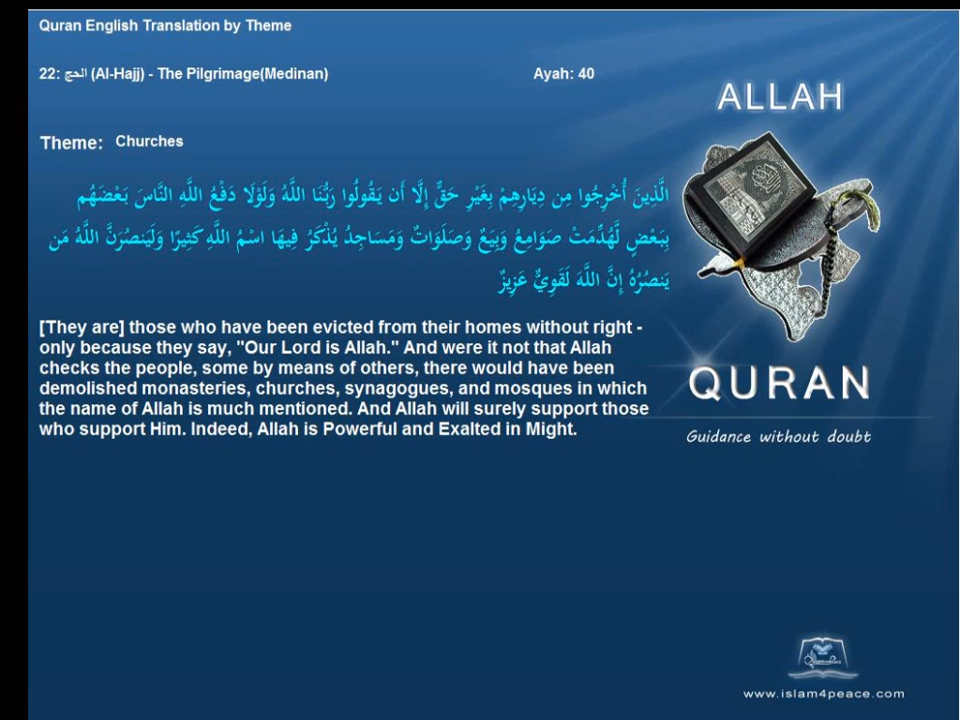 Quran English Translation by Theme
22: الحج (Al-Hajj) - The Pilgrimage(Medinan)
Ayah: 40
Theme: Churches
الَّذِينَ أُخْرِجُوا مِن دِيَارِهِمْ بِغَيْرِ حَقٍّ إِلَّا أَن يَقُولُوا رَبُّنَا اللَّهُ وَلَوْلَا دَفْعُ اللَّهِ النَّاسَ بَعْضَهُم
بِبَعْضٍ لَّهُدِّمَتْ صَوَامِعُ وَبِيَعٌ وَصَلَوَاتٌ وَمَسَاجِدُ يُذْكَرُ فِيهَا اسْمُ اللَّهِ كَثِيرًا وَلَيَنصُرَنَّ اللَّهُ مَن
يَنصُرُهُ إِنَّ اللَّهَ لَقَوِيٌّ عَزِيزٌ
[They are] those who have been evicted from their homes without right -
only because they say, "Our Lord is Allah." And were it not that Allah
checks the people, some by means of others, there would have been
demolished monasteries, churches, synagogues, and mosques in which
the name of Allah is much mentioned. And Allah will surely support those
who support Him. Indeed, Allah is Powerful and Exalted in Might.
ALLAH
QURAN
Guidance without doubt
www.islam4peace.com